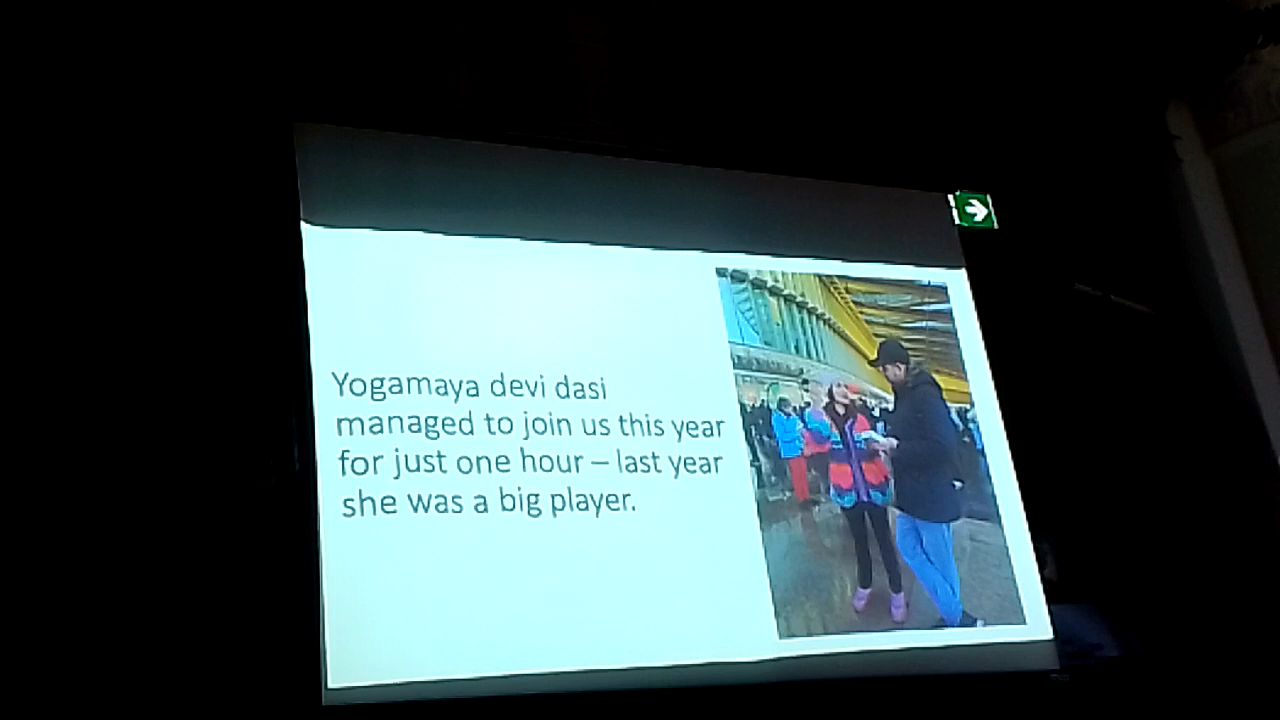 Yogamaya devi dasi
managed to join us this year
for just one hour – last year
she was a big player.